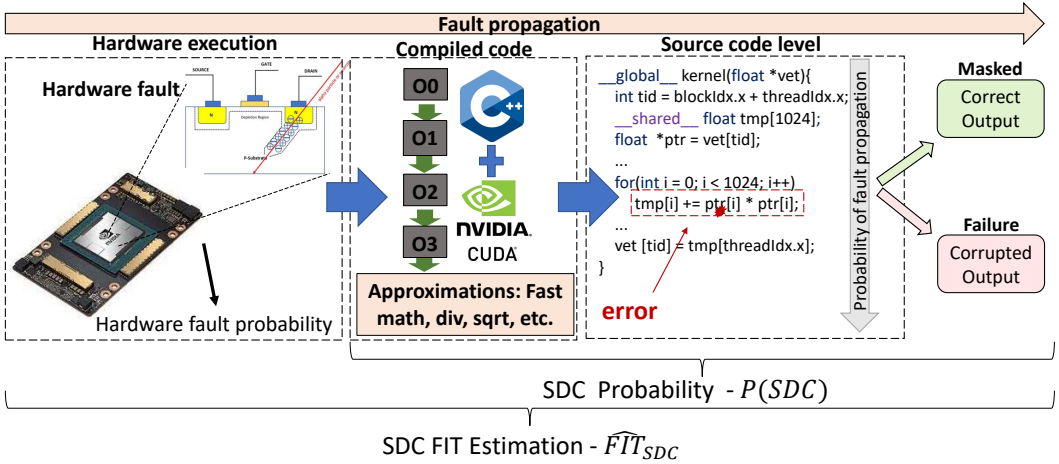 Fault propagation
Hardware execution
Hardware fault
SOURCE
GATE
DRAIN
N
N
Depletion Region
P-Substrate
Hardware fault probability
Compiled code
O0
O1
O2
O3
C++
NVIDIA.
CUDA
Approximations: Fast
math, div, sqrt, etc.
Source code level
__global__ kernel(float *vet){
int tid = blockIdx.x + threadIdx.x;
__shared__ float tmp[1024];
float *ptr = vet[tid];
...
for(int i = 0; i < 1024; i++)
tmp[i] += ptr[i] * ptr[i];
...
vet [tid] = tmp[threadIdx.x];
}
error
Probability of fault propagation
Masked
Correct
Output
Failure
Corrupted
Output
SDC Probability - P(SDC)
SDC FIT Estimation - \widehat{FIT}_{SDC}